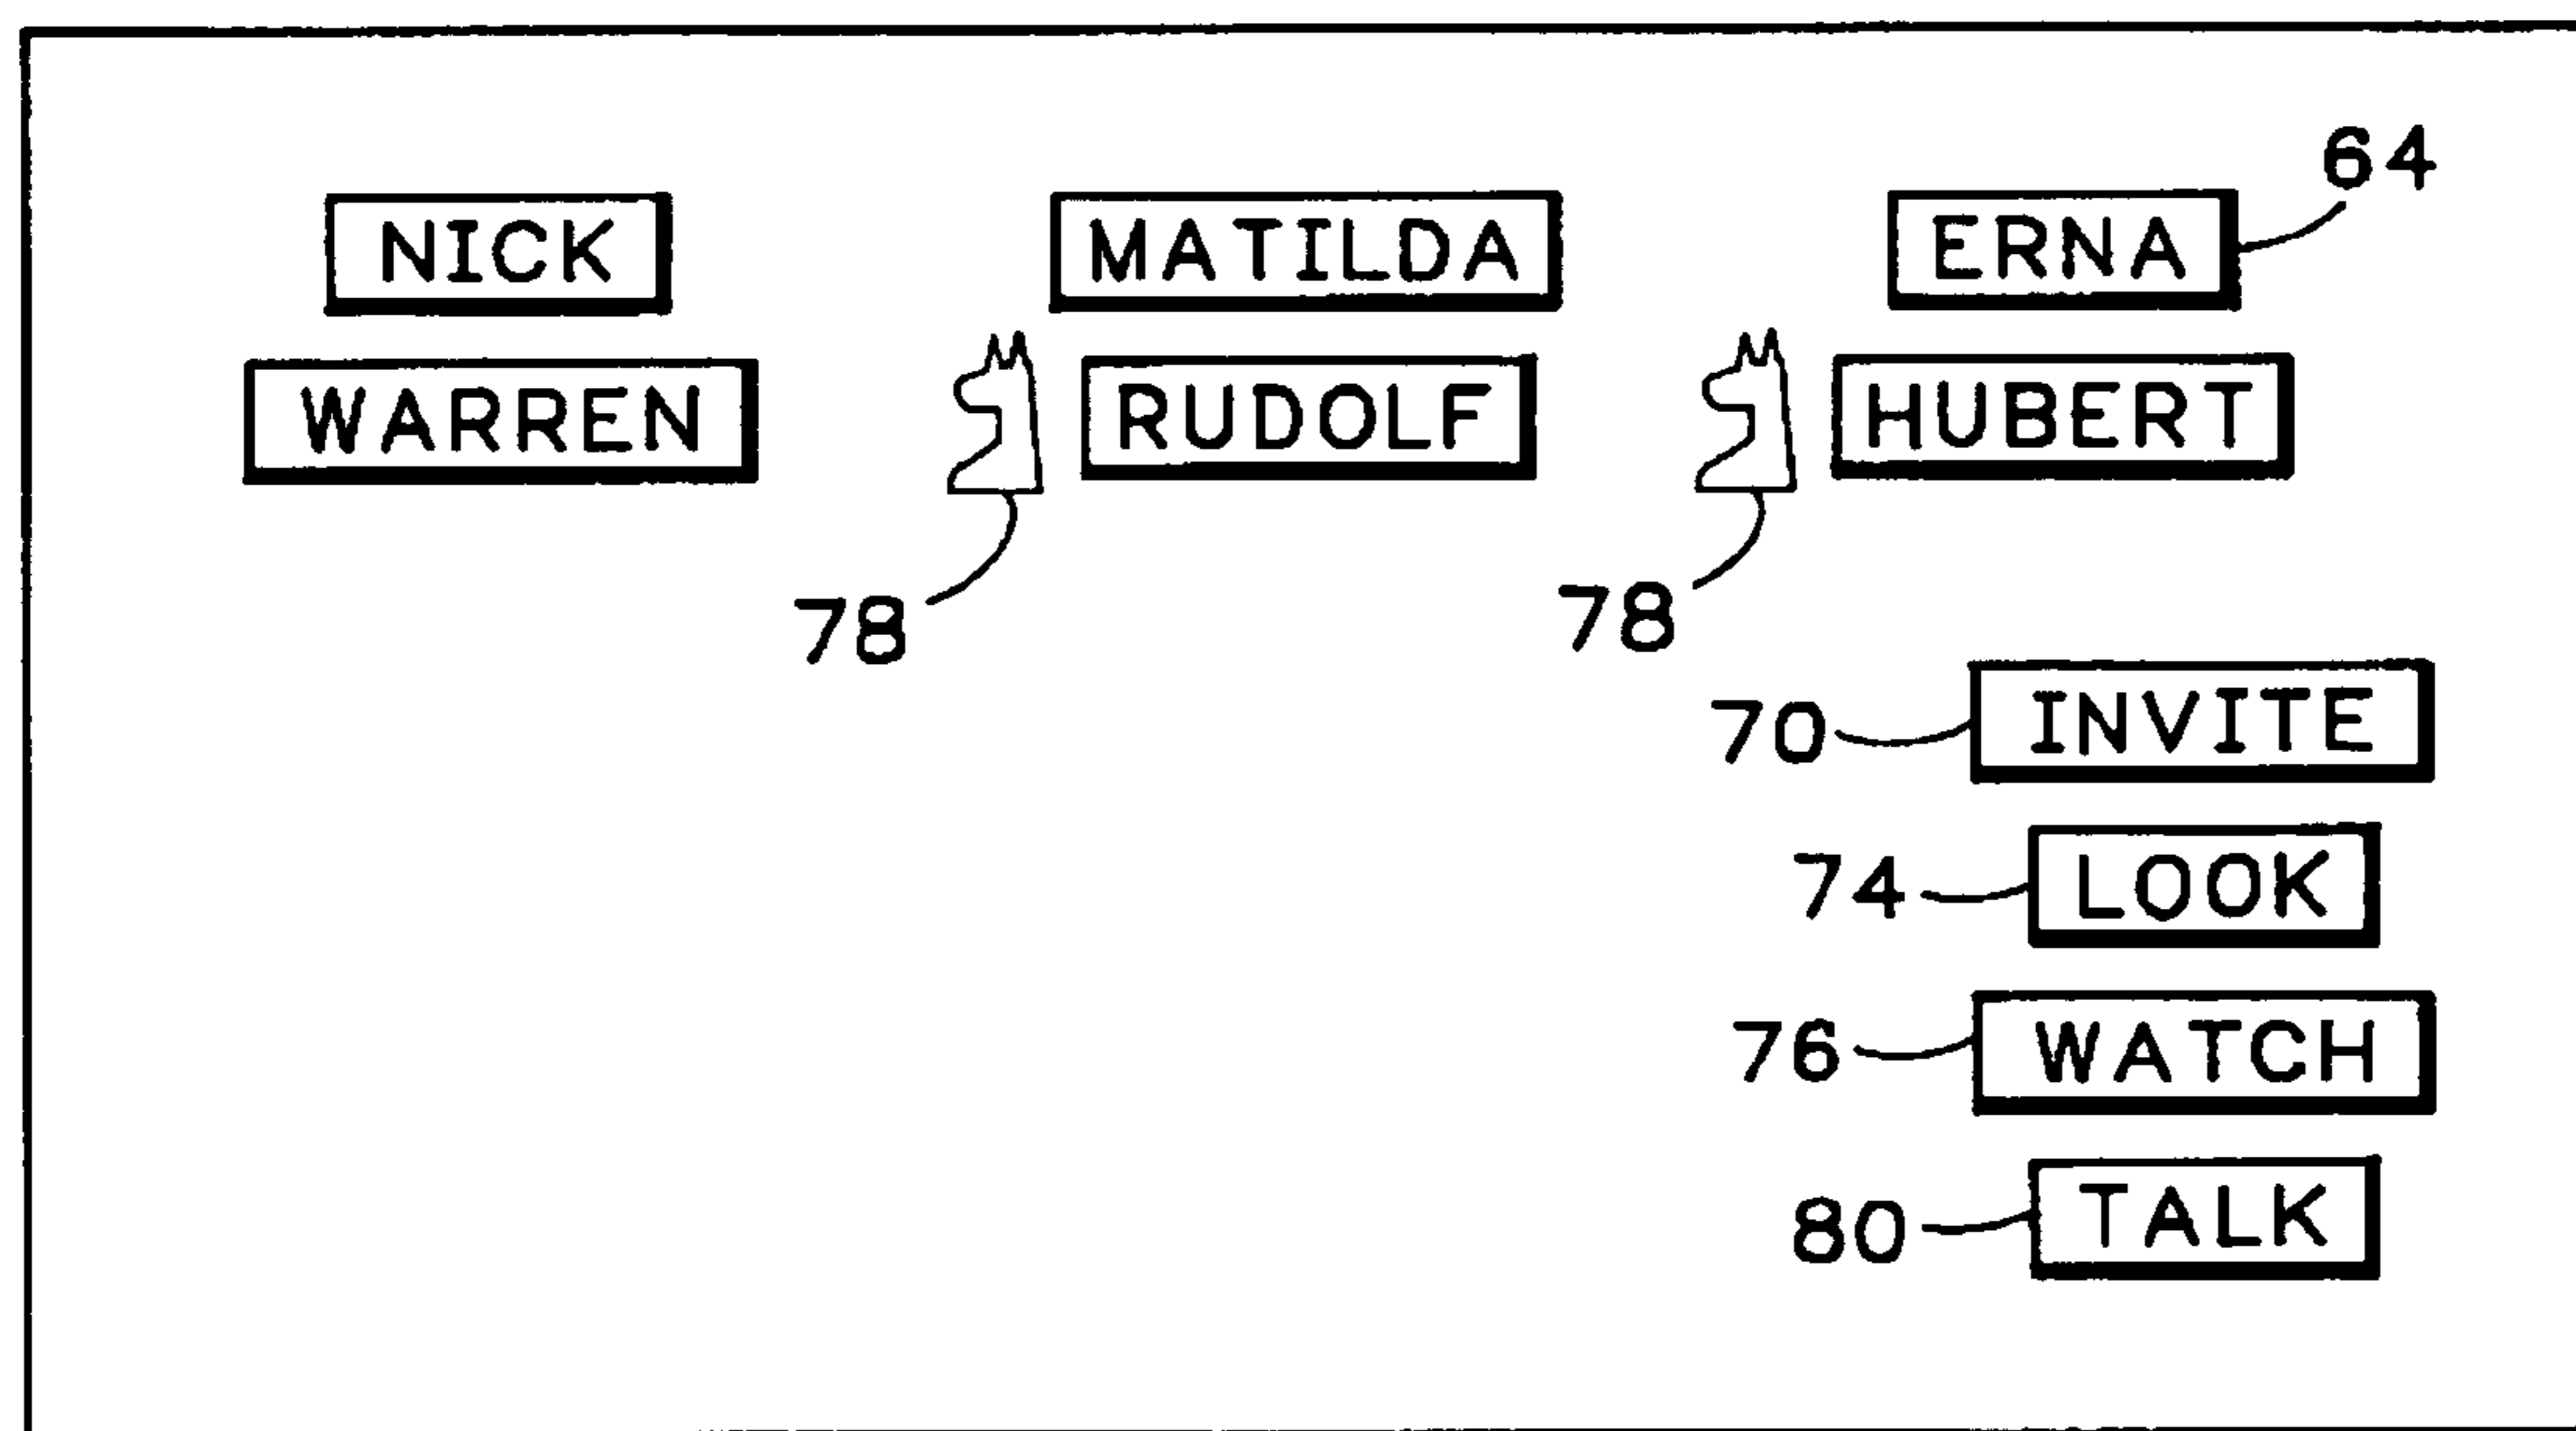 64
NICK MATILDA ERNA
WARREN RUDOLF HUBERT
78 78
70 INVITE
74 LOOK
76 WATCH
80 TALK